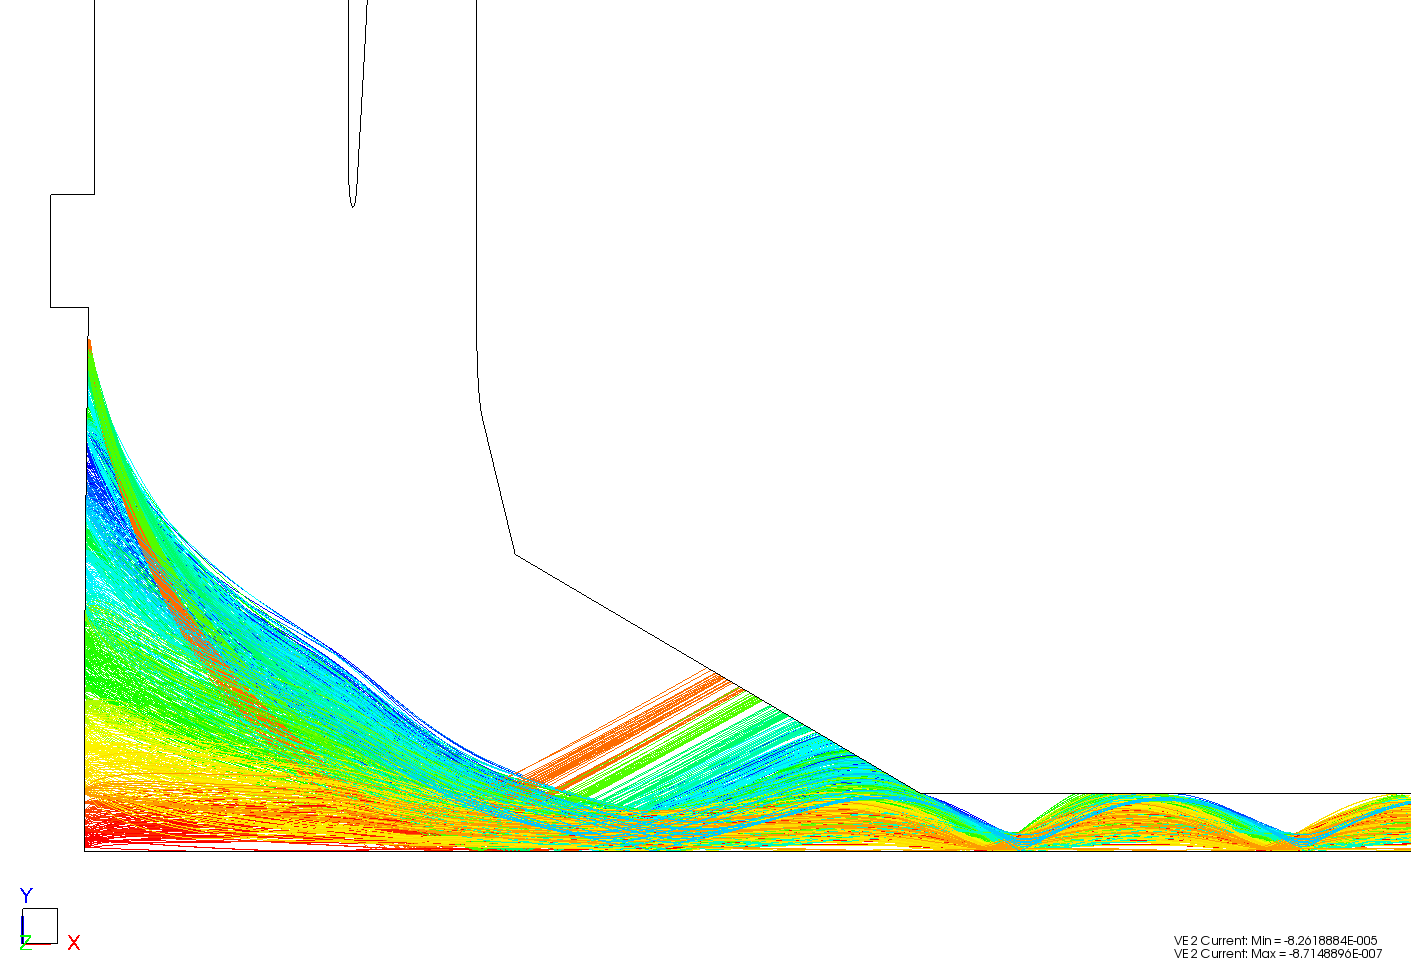 Y
Z X
VE2 Current: Min = -8.2618884E-005
VE2 Current: Max = -8.7148896E-007